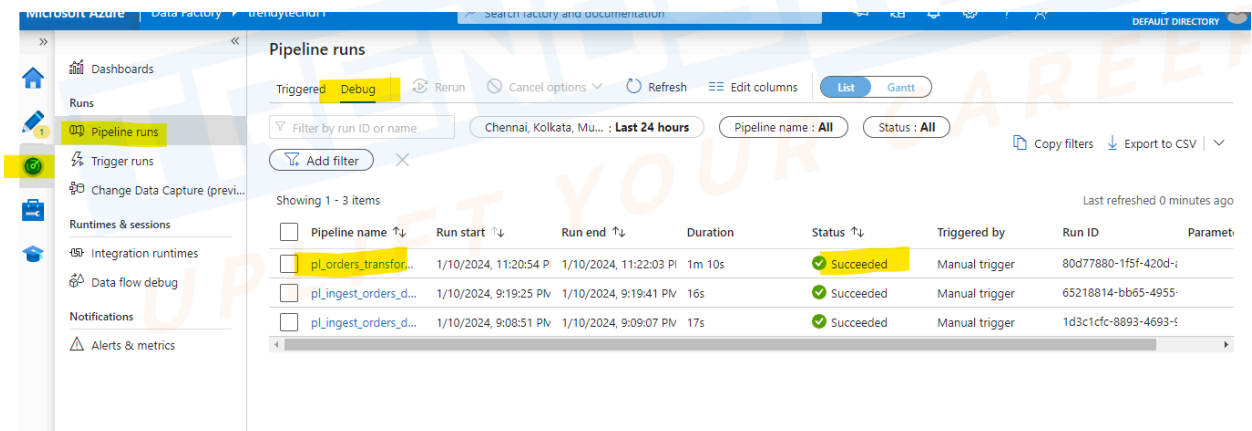 Microsoft Azure | Data Factory ▸ trendytechdf1
Search factory and documentation
DEFAULT DIRECTORY
Dashboards
Runs
Pipeline runs
Trigger runs
Change Data Capture (previ...
Runtimes & sessions
Integration runtimes
Data flow debug
Notifications
Alerts & metrics
1
Pipeline runs
Triggered Debug Rerun Cancel options Refresh Edit columns List Gantt
Filter by run ID or name Chennai, Kolkata, Mu... : Last 24 hours Pipeline name : All Status : All
Copy filters Export to CSV
Add filter
Showing 1 - 3 items Last refreshed 0 minutes ago
Pipeline name Run start Run end Duration Status Triggered by Run ID Paramet
pl_orders_transfor... 1/10/2024, 11:20:54 P 1/10/2024, 11:22:03 P 1m 10s Succeeded Manual trigger 80d77880-1f5f-420d-
pl_ingest_orders_d... 1/10/2024, 9:19:25 PM 1/10/2024, 9:19:41 PM 16s Succeeded Manual trigger 65218814-bb65-4955-
pl_ingest_orders_d... 1/10/2024, 9:08:51 PM 1/10/2024, 9:09:07 PM 17s Succeeded Manual trigger 1d3c1cfc-8893-4693-
UPLIFT YOUR CAREER